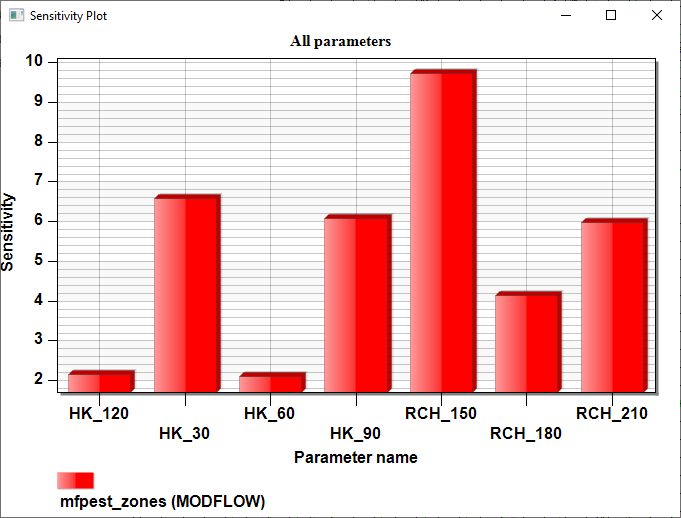 Sensitivity Plot
All parameters
10
9
8
7
6
5
4
3
2
Sensitivity
HK_120 HK_60 RCH_150 RCH_210
HK_30 HK_90 RCH_180
Parameter name
mfpest_zones (MODFLOW)